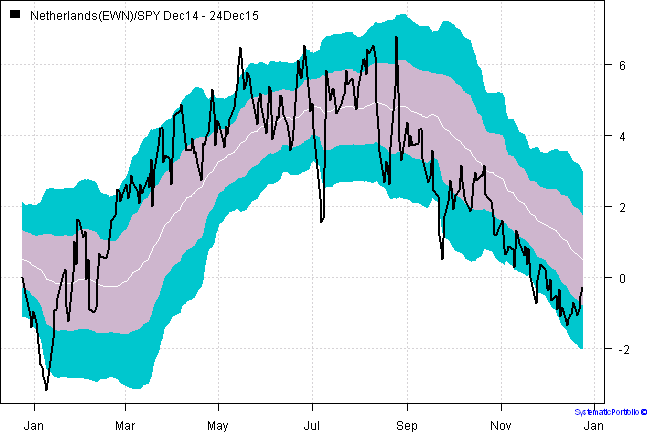 Netherlands(EWN)/SPY Dec14 - 24Dec15
6
4
2
0
-2
Jan Mar May Jul Sep Nov Jan
SystematicPortfolio ©